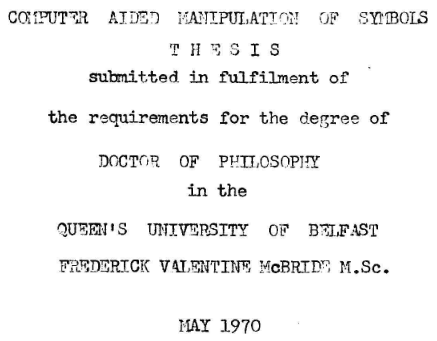 COMPUTER AIDED MANIPULATION OF SYMBOLS
T H E S I S
submitted in fulfilment of
the requirements for the degree of
DOCTOR OF PHILOSOPHY
in the
QUEEN'S UNIVERSITY OF BELFAST
FREDERICK VALENTINE McBRIDE M.Sc.
MAY 1970